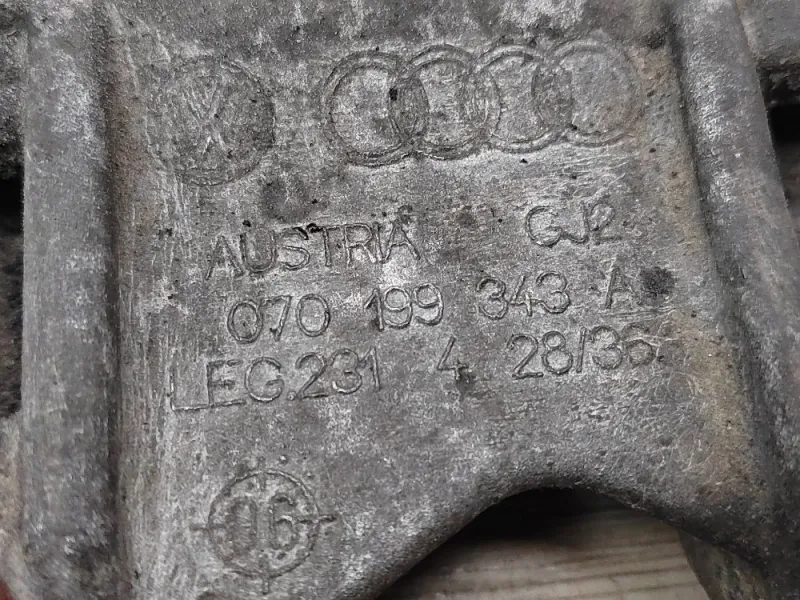 AUSTRIA GJ2
070 199 343 A
LEG.231 4 28/36
06